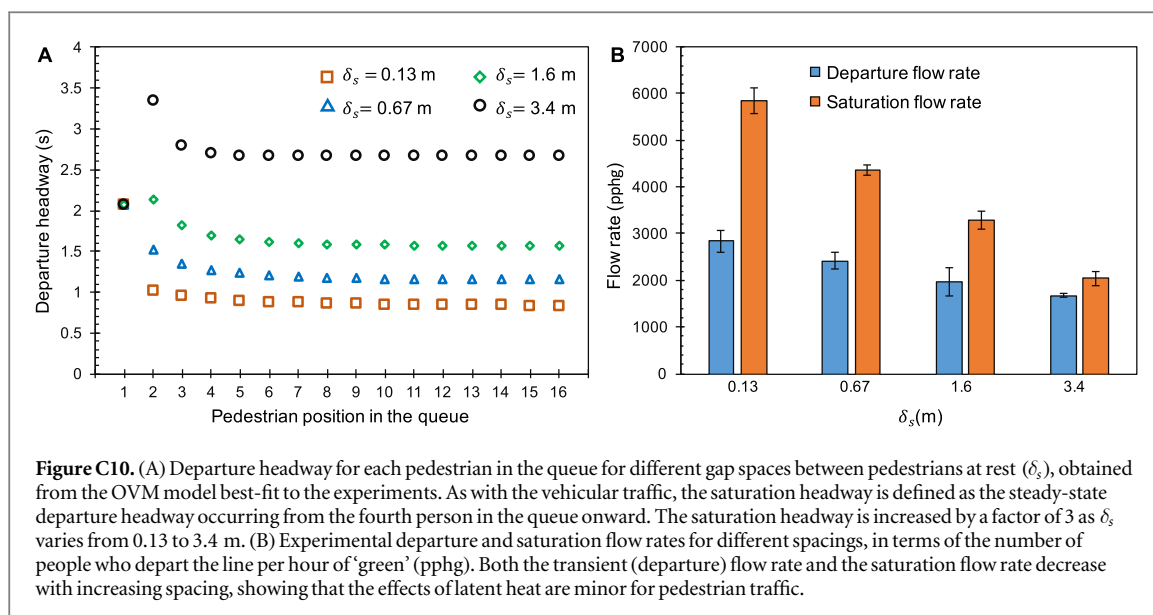 A
4
3.5
3
2.5
2
1.5
1
0.5
0
Departure headway (s)
δs = 0.13 m
δs= 1.6 m
δs= 0.67 m
δs= 3.4 m
1 2 3 4 5 6 7 8 9 10 11 12 13 14 15 16
Pedestrian position in the queue
B
7000
6000
5000
4000
3000
2000
1000
0
Flow rate (pphg)
Departure flow rate
Saturation flow rate
0.13 0.67 1.6 3.4
δs(m)
Figure C10. (A) Departure headway for each pedestrian in the queue for different gap spaces between pedestrians at rest (δs), obtained
from the OVM model best-fit to the experiments. As with the vehicular traffic, the saturation headway is defined as the steady-state
departure headway occurring from the fourth person in the queue onward. The saturation headway is increased by a factor of 3 as δs
varies from 0.13 to 3.4 m. (B) Experimental departure and saturation flow rates for different spacings, in terms of the number of
people who depart the line per hour of ‘green’ (pphg). Both the transient (departure) flow rate and the saturation flow rate decrease
with increasing spacing, showing that the effects of latent heat are minor for pedestrian traffic.